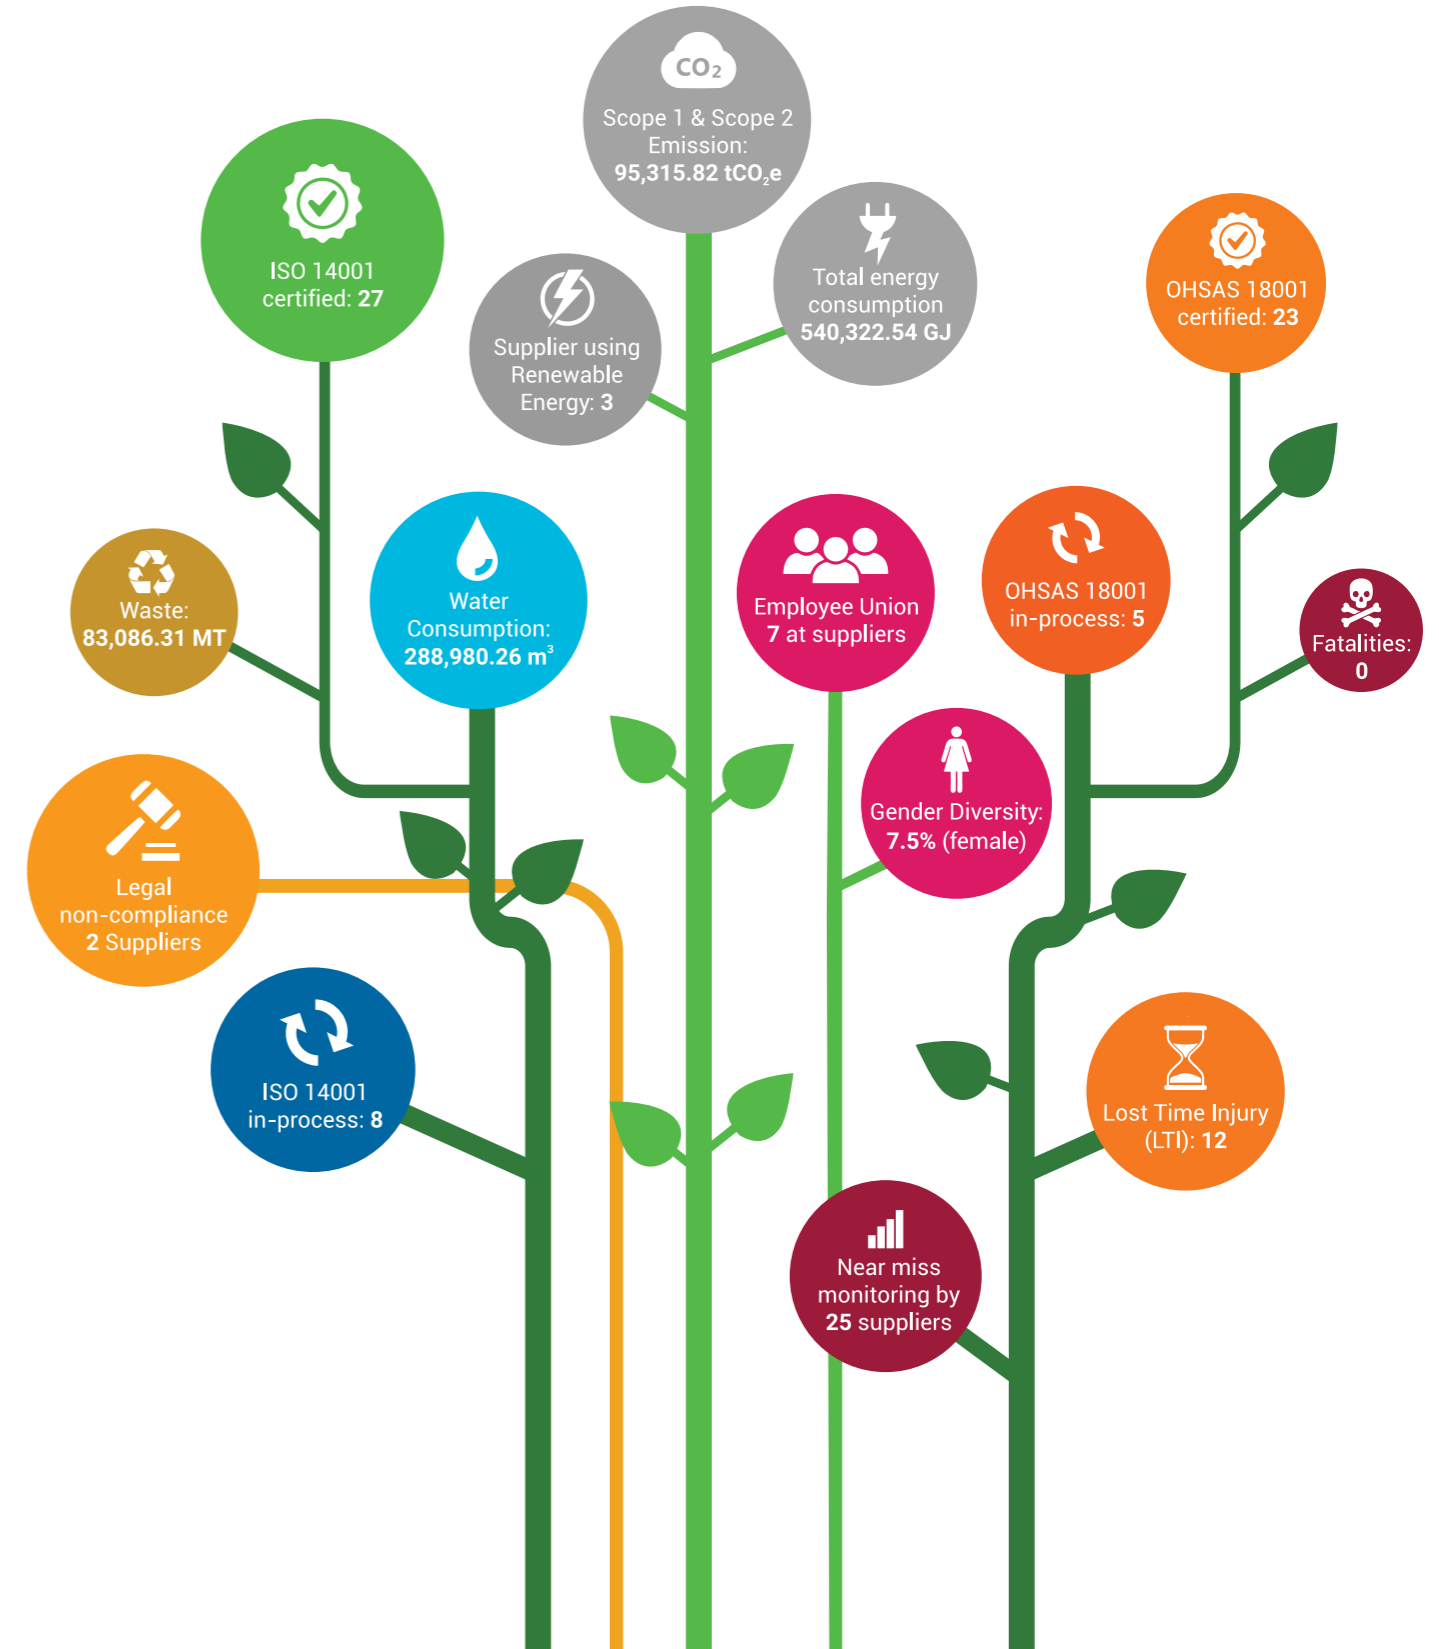 CO2
Scope 1 & Scope 2
Emission:
95,315.82 tCO2e
ISO 14001
certified: 27
Total energy
consumption
540,322.54 GJ
OHSAS 18001
certified: 23
Supplier using
Renewable
Energy: 3
Waste:
83,086.31 MT
Water
Consumption:
288,980.26 m3
Employee Union
7 at suppliers
OHSAS 18001
in-process: 5
Fatalities:
0
Gender Diversity:
7.5% (female)
Legal
non-compliance
2 Suppliers
ISO 14001
in-process: 8
Lost Time Injury
(LTI): 12
Near miss
monitoring by
25 suppliers